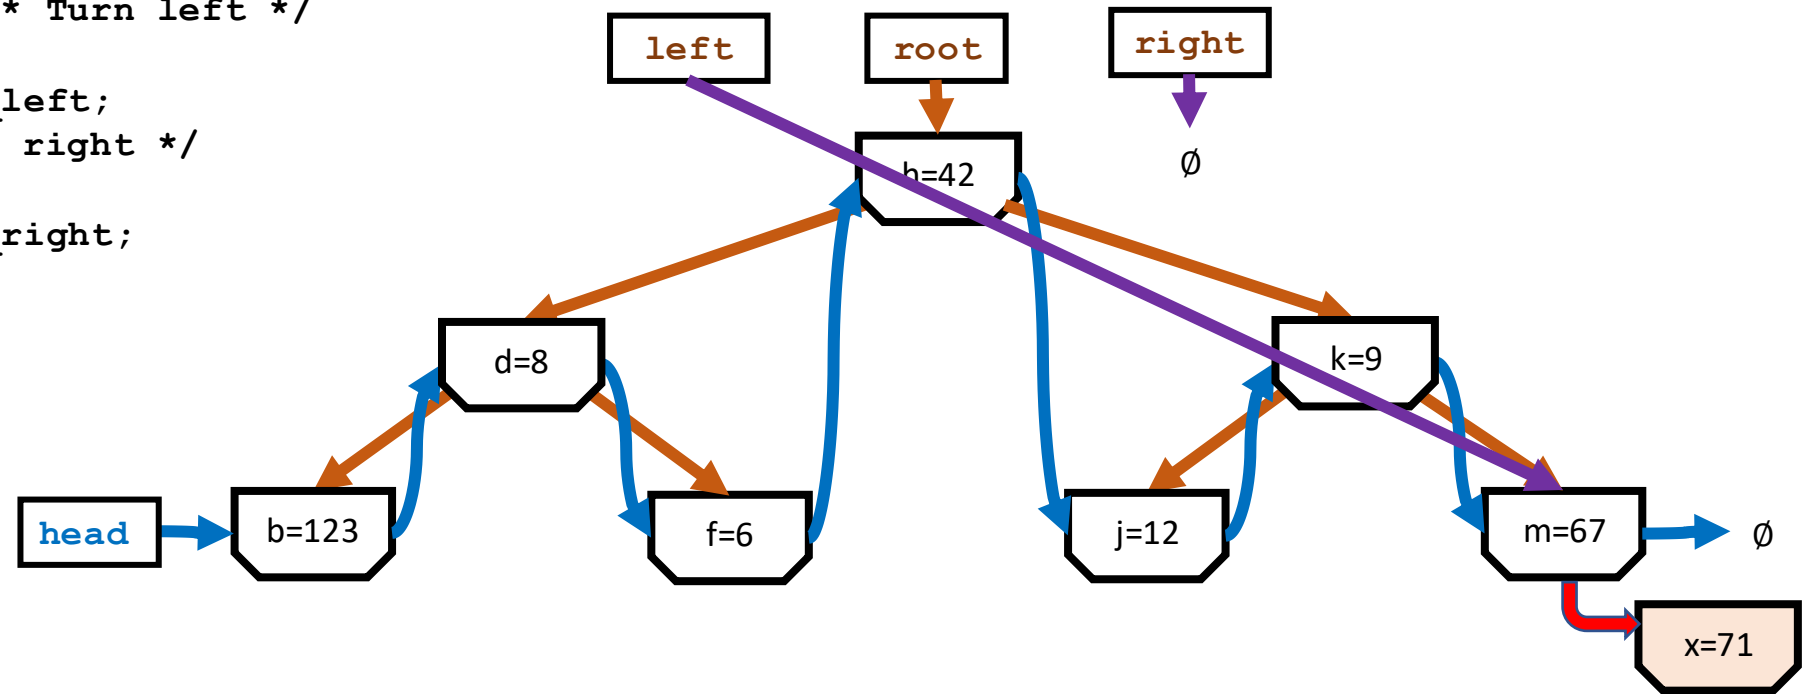 * Turn left */
left;
right */
right;
left
root
right
Ø
h=42
d=8
k=9
head
b=123
f=6
j=12
m=67
Ø
x=71